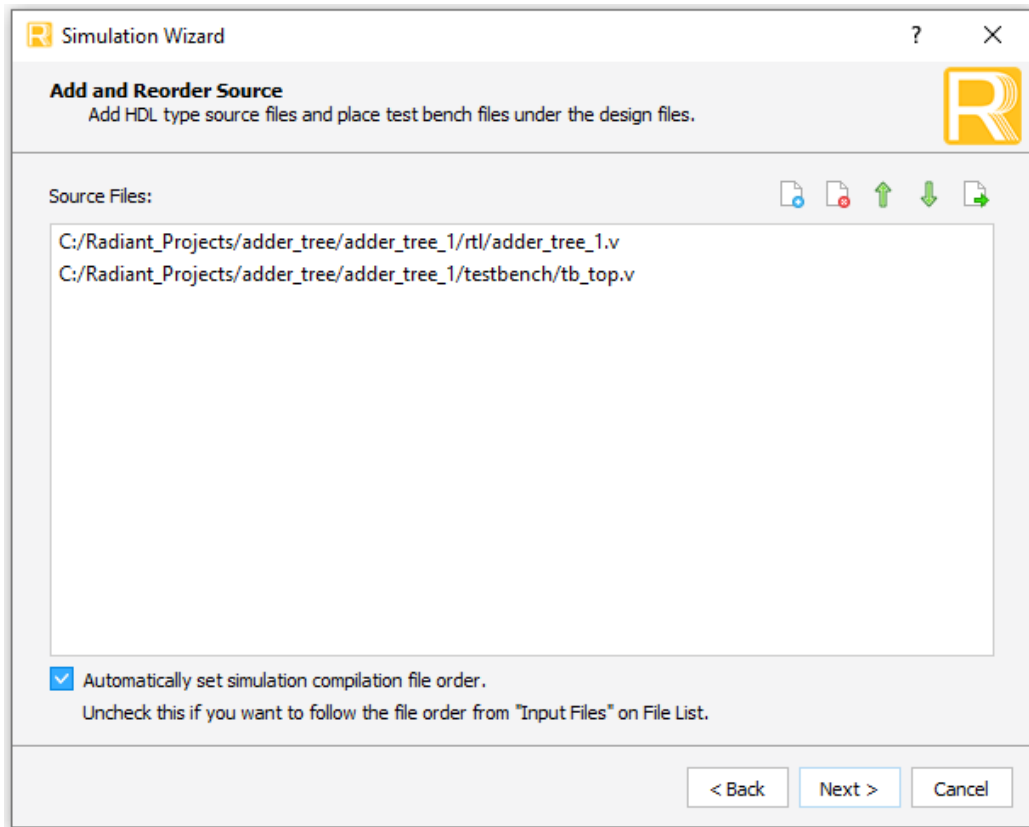 Simulation Wizard
?
Add and Reorder Source
Add HDL type source files and place test bench files under the design files.
Source Files:
C:/Radiant_Projects/adder_tree/adder_tree_1/rtl/adder_tree_1.v
C:/Radiant_Projects/adder_tree/adder_tree_1/testbench/tb_top.v
Automatically set simulation compilation file order.
Uncheck this if you want to follow the file order from "Input Files" on File List.
< Back
Next >
Cancel